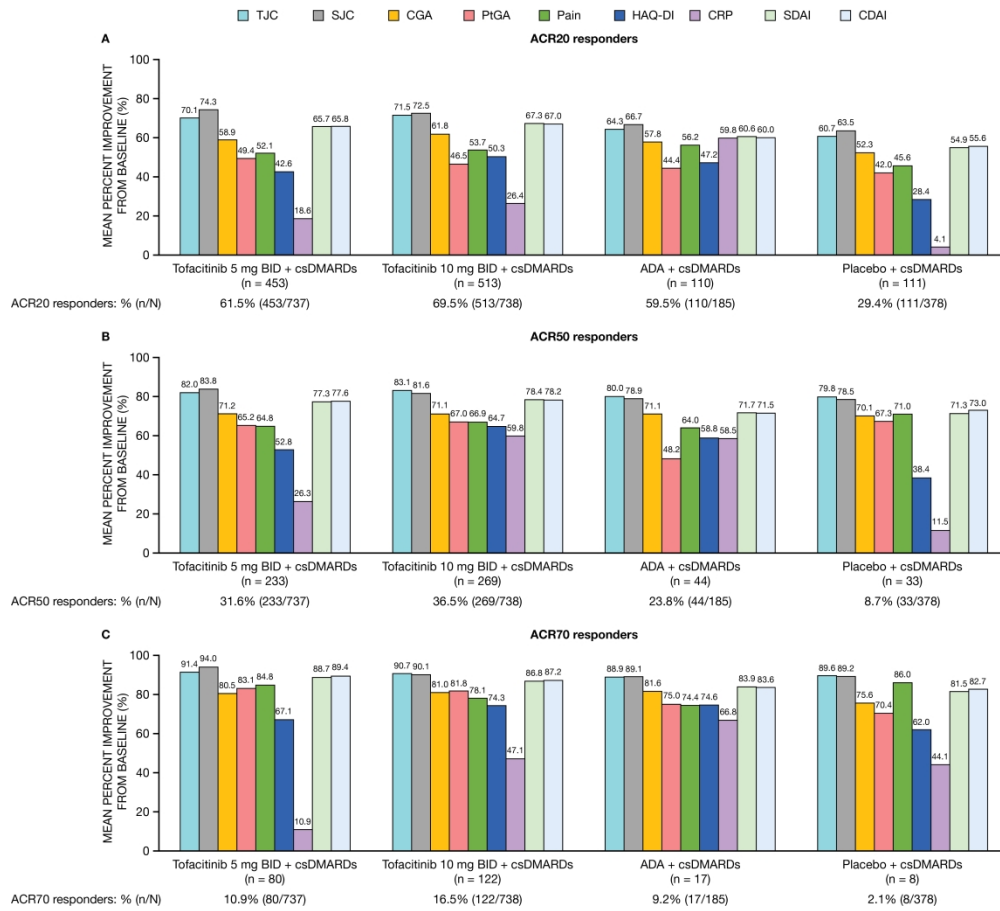 TJC SJC CGA PtGA Pain HAQ-DI CRP SDAI CDAI
A ACR20 responders
MEAN PERCENT IMPROVEMENT
FROM BASELINE (%)
100
80
60
40
20
0
70.1 74.3 58.9 49.4 52.1 42.6 18.6 65.7 65.8
71.5 72.5 61.8 46.5 53.7 50.3 26.4 67.3 67.0
64.3 66.7 57.8 44.4 56.2 47.2 59.8 60.6 60.0
60.7 63.5 52.3 42.0 45.6 28.4 4.1 54.9 55.6
Tofacitinib 5 mg BID + csDMARDs Tofacitinib 10 mg BID + csDMARDs ADA + csDMARDs Placebo + csDMARDs
(n = 453) (n = 513) (n = 110) (n = 111)
ACR20 responders: % (n/N) 61.5% (453/737) 69.5% (513/738) 59.5% (110/185) 29.4% (111/378)
B ACR50 responders
MEAN PERCENT IMPROVEMENT
FROM BASELINE (%)
100
80
60
40
20
0
82.0 83.8 71.2 65.2 64.8 52.8 26.3 77.3 77.6
83.1 81.6 71.1 67.0 66.9 64.7 59.8 78.4 78.2
80.0 78.9 71.1 48.2 64.0 58.8 58.5 71.7 71.5
79.8 78.5 70.1 67.3 71.0 38.4 11.5 71.3 73.0
Tofacitinib 5 mg BID + csDMARDs Tofacitinib 10 mg BID + csDMARDs ADA + csDMARDs Placebo + csDMARDs
(n = 233) (n = 269) (n = 44) (n = 33)
ACR50 responders: % (n/N) 31.6% (233/737) 36.5% (269/738) 23.8% (44/185) 8.7% (33/378)
C ACR70 responders
MEAN PERCENT IMPROVEMENT
FROM BASELINE (%)
100
80
60
40
20
0
91.4 94.0 80.5 83.1 84.8 67.1 10.9 88.7 89.4
90.7 90.1 81.0 81.8 78.1 74.3 47.1 86.8 87.2
88.9 89.1 81.6 75.0 74.4 74.6 66.8 83.9 83.6
89.6 89.2 75.6 70.4 86.0 62.0 44.1 81.5 82.7
Tofacitinib 5 mg BID + csDMARDs Tofacitinib 10 mg BID + csDMARDs ADA + csDMARDs Placebo + csDMARDs
(n = 80) (n = 122) (n = 17) (n = 8)
ACR70 responders: % (n/N) 10.9% (80/737) 16.5% (122/738) 9.2% (17/185) 2.1% (8/378)